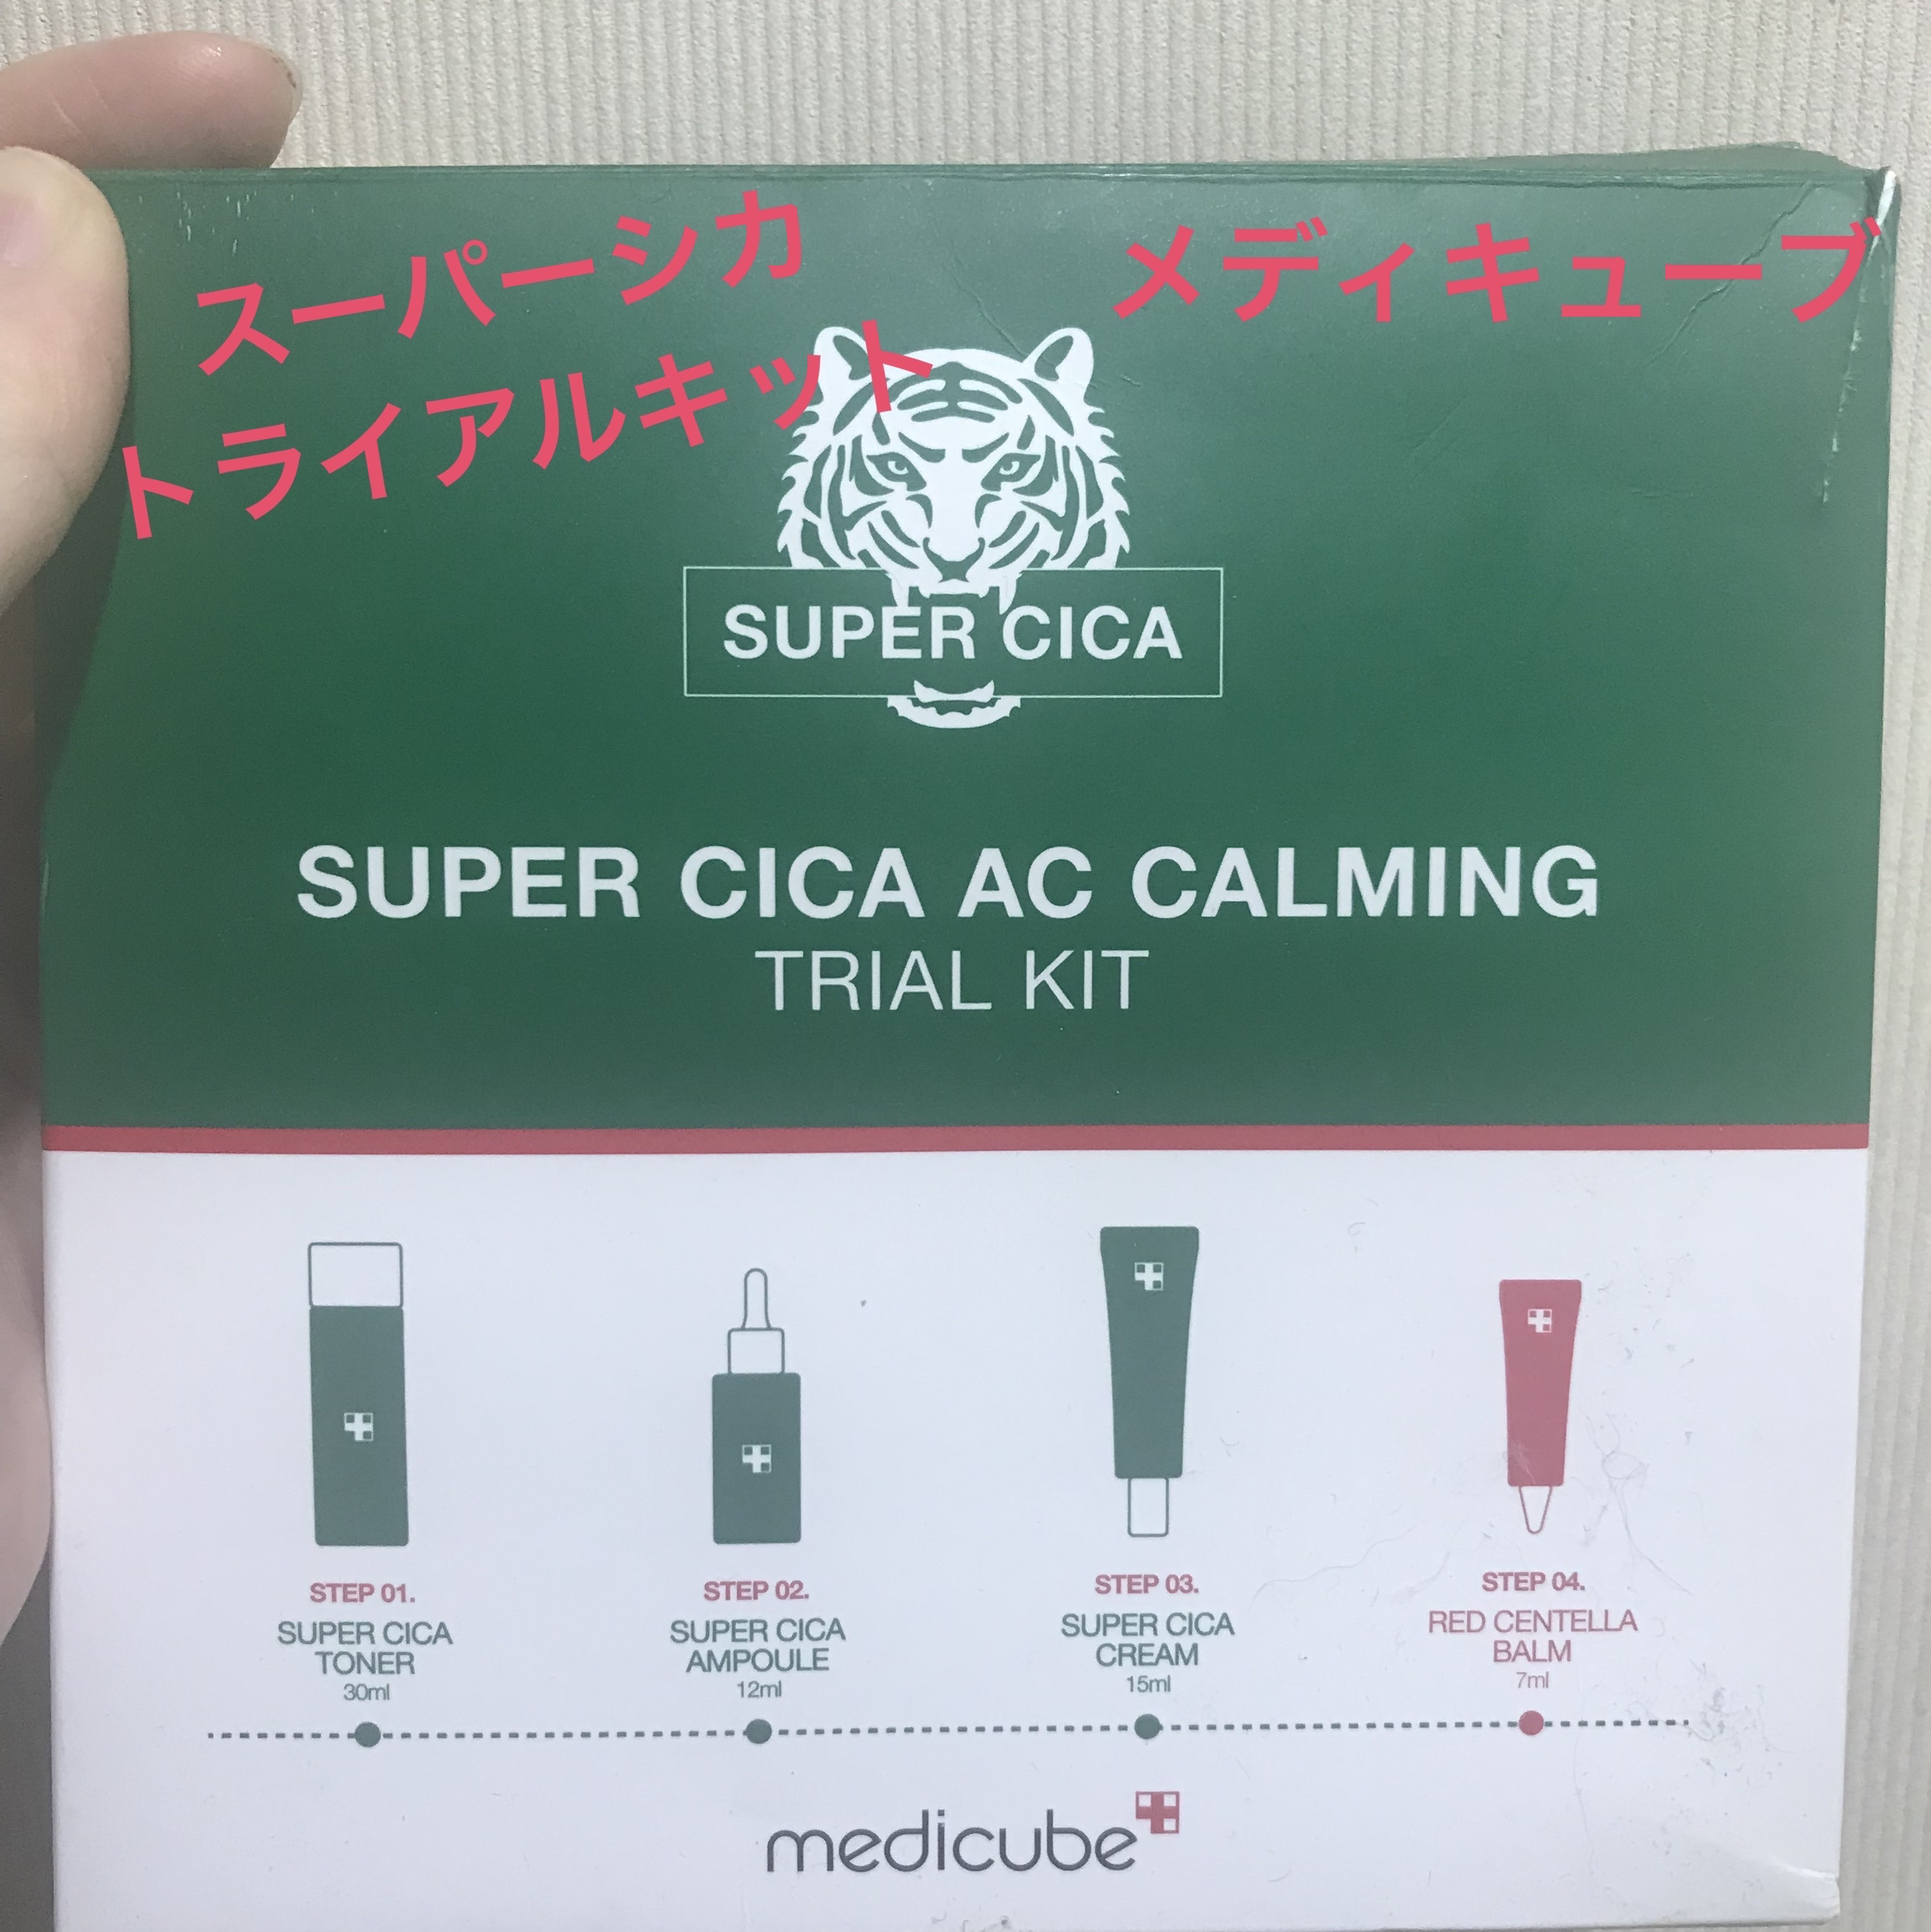 スーパーシカ
トライアルキット
メディキューブ
SUPER CICA
SUPER CICA AC CALMING
TRIAL KIT
STEP 01.
SUPER CICA
TONER
30ml
STEP 02.
SUPER CICA
AMPOULE
12ml
STEP 03.
SUPER CICA
CREAM
15ml
STEP 04.
RED CENTELLA
BALM
7ml
medicube